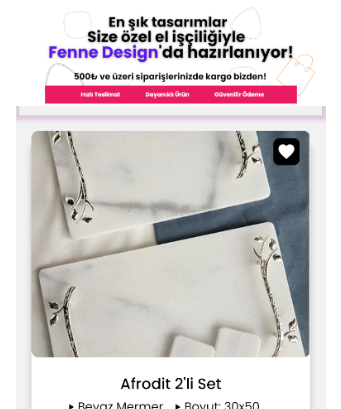 En şık tasarımlar
Size özel el işçiliğiyle
Fenne Design'da hazırlanıyor!
500₺ ve üzeri siparişlerinizde kargo bizden!
Hızlı Teslimat Dayanıklı Ürün Güvenilir Ödeme
Afrodit 2'li Set
▸ Beyaz Mermer ▸ Boyut: 30x50